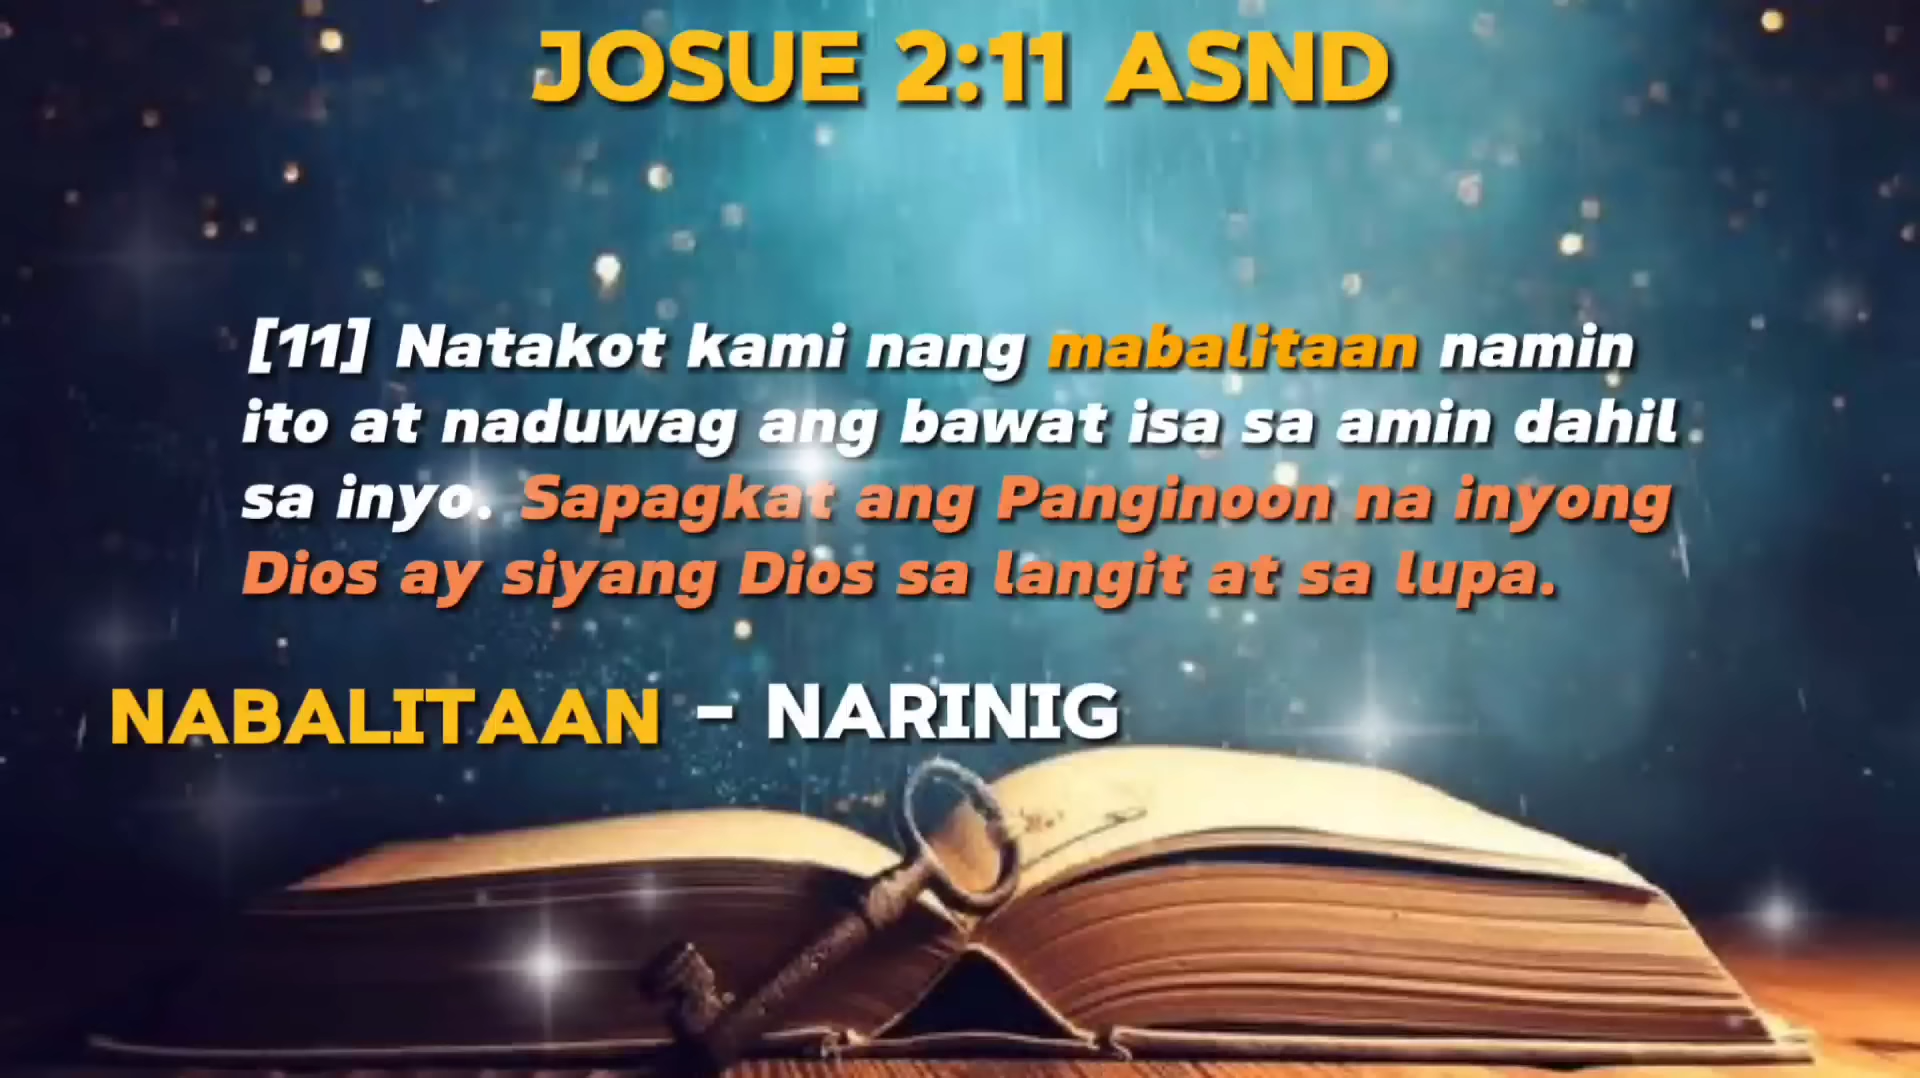 JOSUE 2:11 ASND
[11] Natakot kami nang mabalitaan namin
ito at naduwag ang bawat isa sa amin dahil
sa inyo. Sapagkat ang Panginoon na inyong
Dios ay siyang Dios sa langit at sa lupa.
NABALITAAN - NARINIG